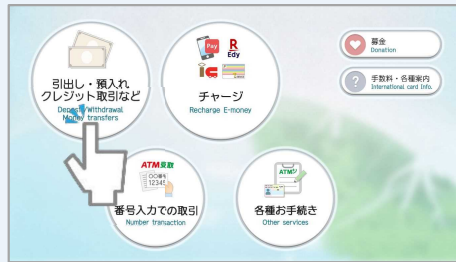 引出し・預入れ
クレジット取引など
Deposit Withdrawal
Money transfers
Pay
R
Edy
チャージ
Recharge E-money
募金
Donation
?
手数料・各種案内
International card Info.
ATM受取
12345
番号入力での取引
Number tranaction
ATM
各種お手続き
Other services